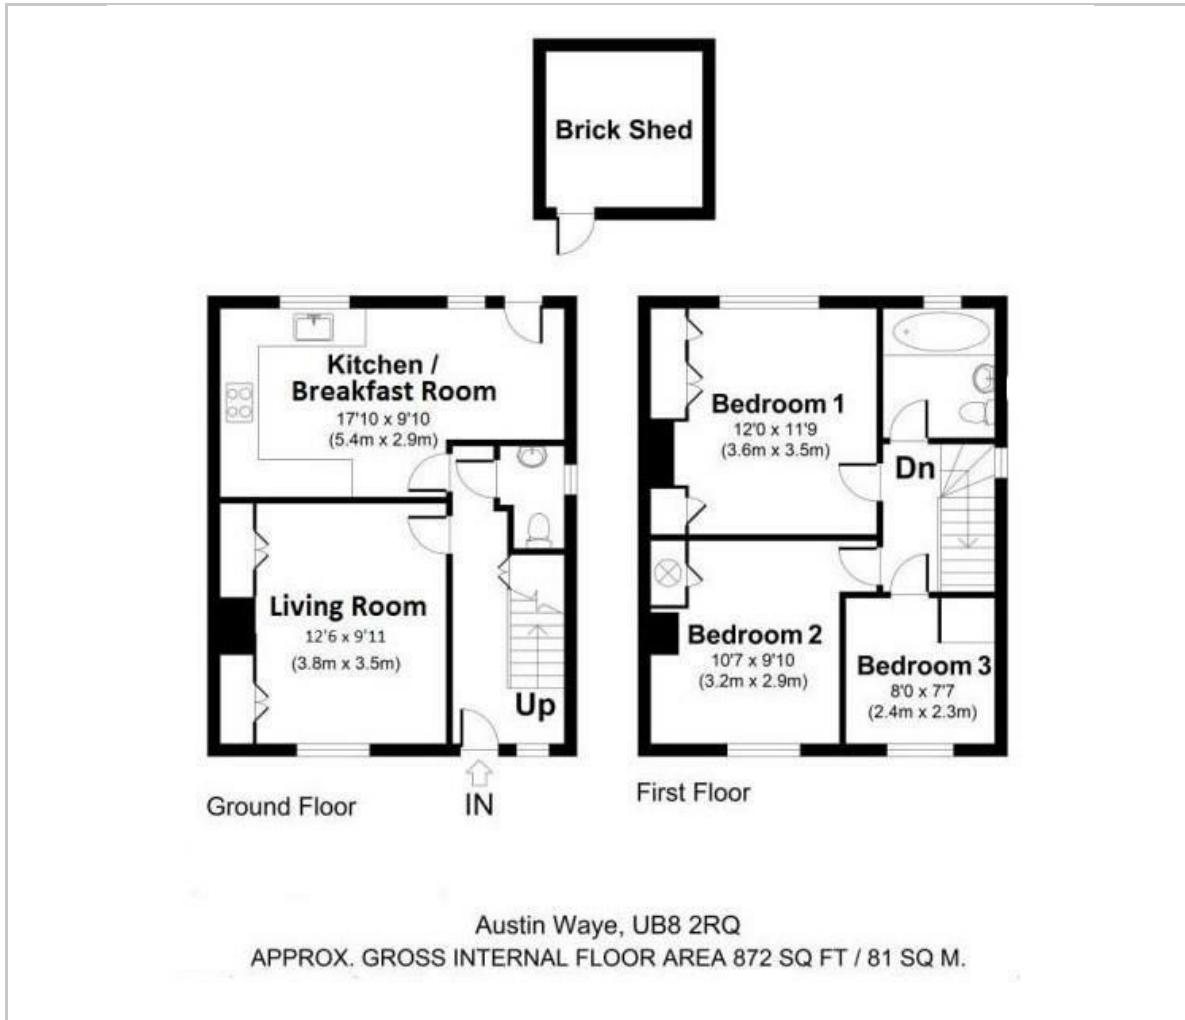 Brick Shed
Kitchen /
Breakfast Room
17'10 x 9'10
(5.4m x 2.9m)
Living Room
12'6 x 9'11
(3.8m x 3.5m)
Up
IN
Ground Floor
Bedroom 1
12'0 x 11'9
(3.6m x 3.5m)
Dn
Bedroom 2
10'7 x 9'10
(3.2m x 2.9m)
Bedroom 3
8'0 x 7'7
(2.4m x 2.3m)
First Floor
Austin Waye, UB8 2RQ
APPROX. GROSS INTERNAL FLOOR AREA 872 SQ FT / 81 SQ M.